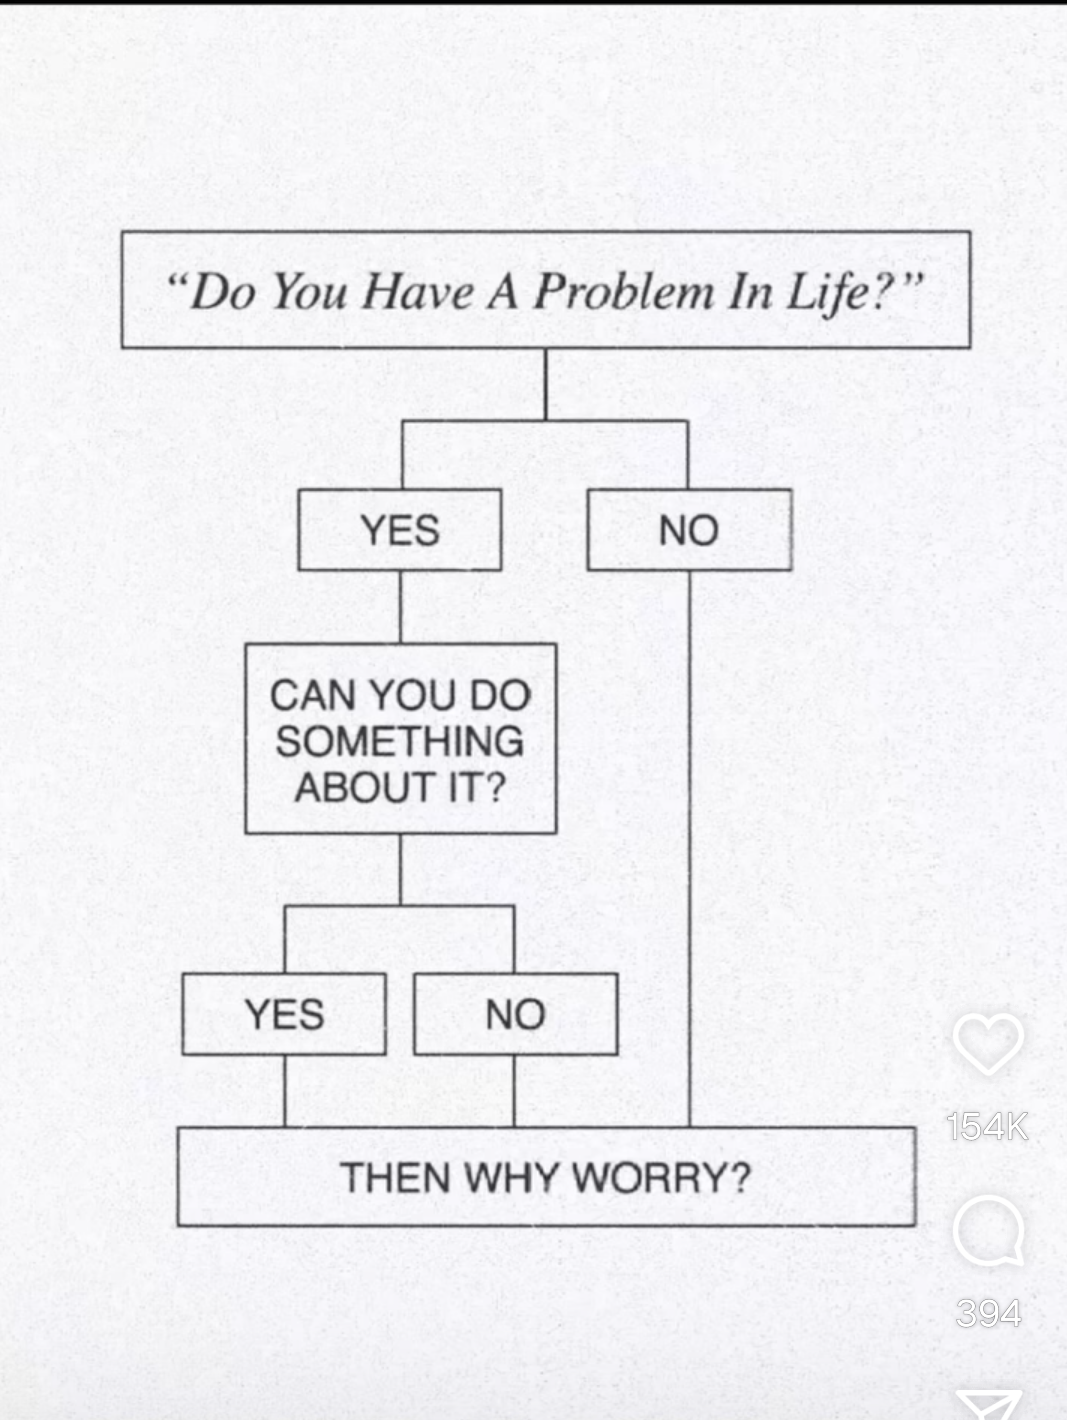 “Do You Have A Problem In Life?”
YES
NO
CAN YOU DO
SOMETHING
ABOUT IT?
YES
NO
THEN WHY WORRY?
154K
394